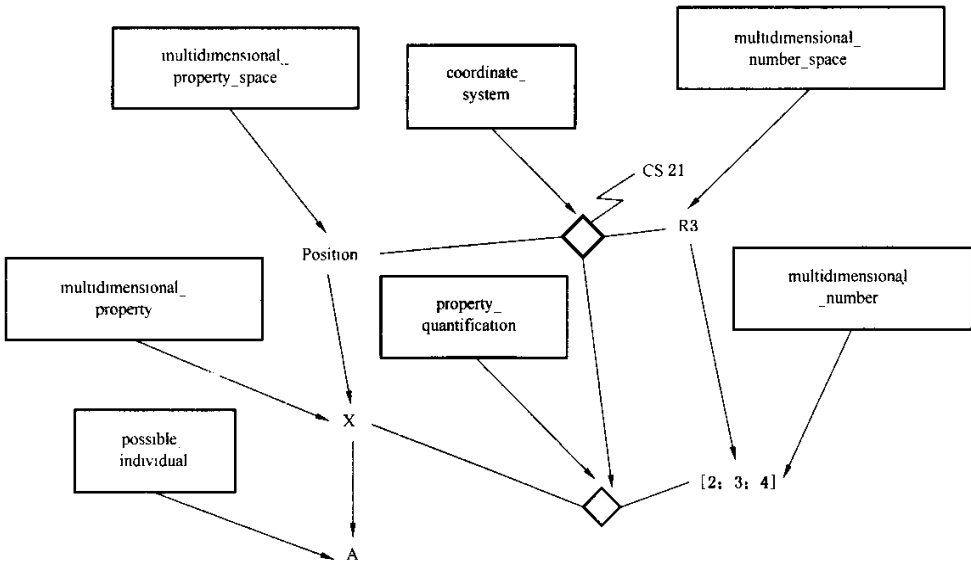 multidimensional_
property_space
coordinate_
system
multidimensional_
number_space
CS 21
Position
R3
multidimensional_
property
property_
quantification
multidimensional
_number
X
possible_
individual
[2; 3; 4]
A